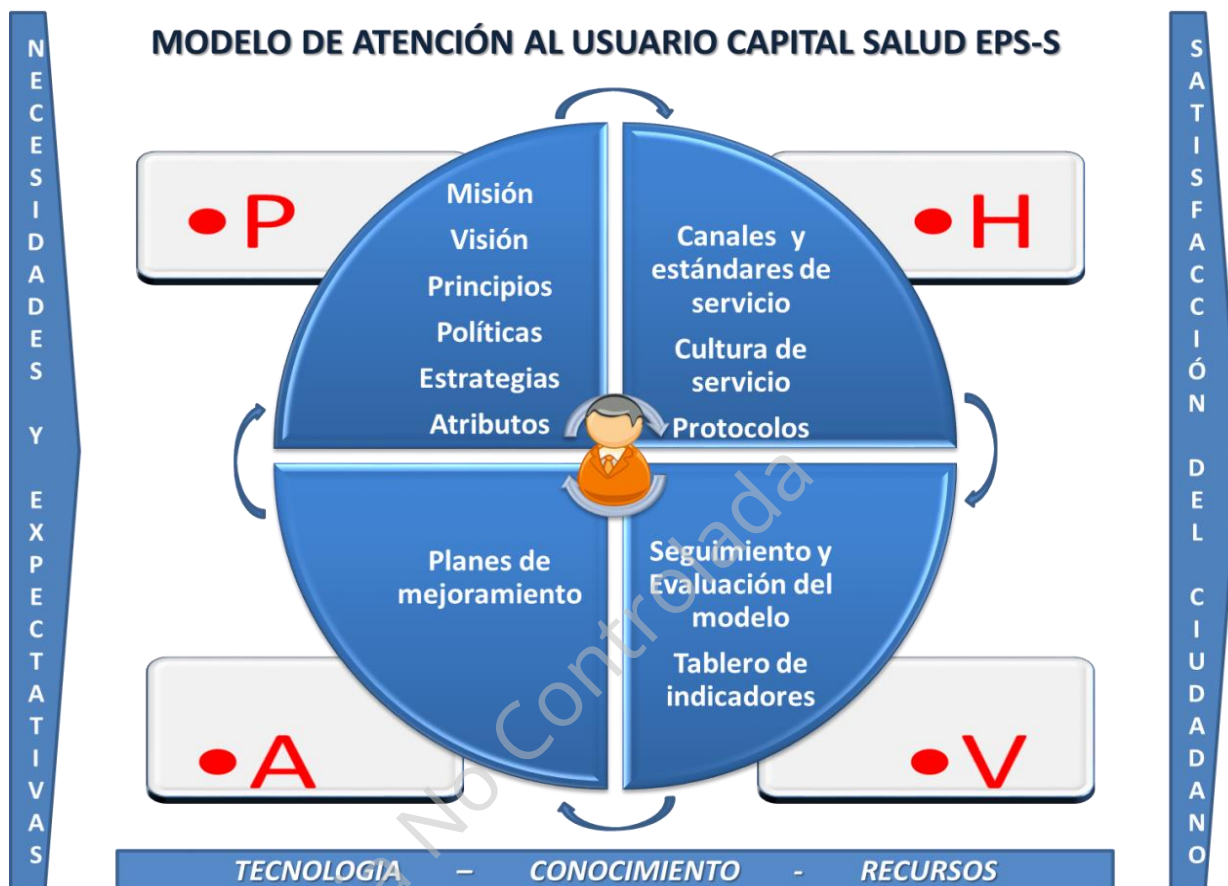 MODELO DE ATENCIÓN AL USUARIO CAPITAL SALUD EPS-S
NECESIDADES Y EXPECTATIVAS
•P
Misión
Visión
Principios
Políticas
Estrategias
Atributos
•H
Canales y
estándares de
servicio
Cultura de
servicio
Protocolos
•A
Planes de
mejoramiento
•V
Seguimiento y
Evaluación del
modelo
Tablero de
indicadores
SATISFACCIÓN DEL CIUDADANO
TECNOLOGIA – CONOCIMIENTO - RECURSOS
No Controlada